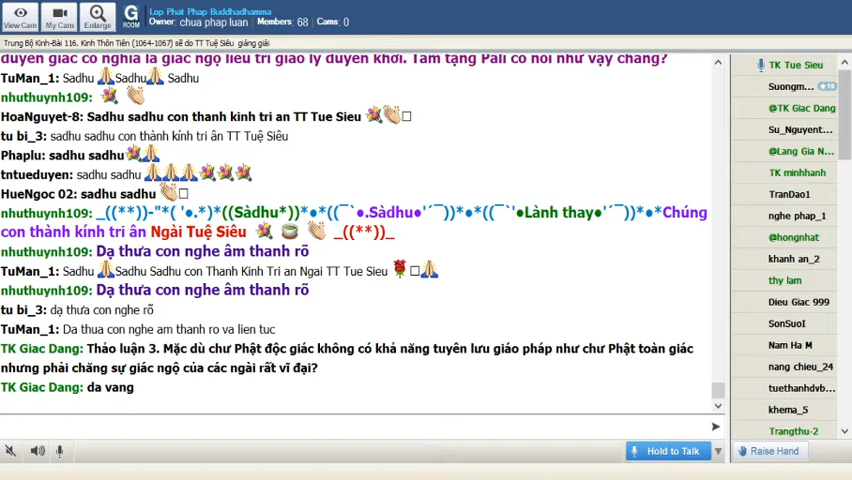 Lop Phat Phap Buddhadhamma
Owner: chua phap luan Members: 68 Cams: 0
View Cam My Cam Enlarge G ROOM
Trung Bộ Kinh-Bài 116. Kinh Thôn Tiên (1064-1067) sẽ do TT Tuệ Siêu giảng giải
duyên giác có nghĩa là giác ngộ liễu tri giáo lý duyên khởi. Tam tạng Pali có nói như vậy chăng?
TuMan_1: Sadhu Sadhu Sadhu
nhuthuynh109:
HoaNguyet-8: Sadhu sadhu con thanh kinh tri an TT Tue Sieu
tu bi_3: sadhu sadhu con thành kính tri ân TT Tuệ Siêu
Phaplu: sadhu sadhu
tntueduyen: sadhu sadhu
HueNgoc 02: sadhu sadhu
nhuthuynh109: _((**))-"*( '●.*)*((Sàdhu*))*●*((¯`●.Sàdhu●'´¯))*●*((¯`'●Lành thay●'´¯))*●*Chúng
con thành kính tri ân Ngài Tuệ Siêu _((**))_
nhuthuynh109: Dạ thưa con nghe âm thanh rõ
TuMan_1: Sadhu Sadhu Sadhu con Thanh Kinh Tri an Ngai TT Tue Sieu
nhuthuynh109: Dạ thưa con nghe âm thanh rõ
tu bi_3: dạ thưa con nghe rõ
TuMan_1: Da thua con nghe am thanh ro va lien tuc
TK Giac Dang: Thảo luận 3. Mặc dù chư Phật độc giác không có khả năng tuyên lưu giáo pháp như chư Phật toàn giác
nhưng phải chăng sự giác ngộ của các ngài rất vĩ đại?
TK Giac Dang: da vang
TK Tue Sieu
Suongm... 10
@TK Giac Dang
Su_Nguyent...
@Lang Gia N...
TK minhhanh
TranDao1
nghe phap_1
@hongnhat
khanh an_2
thy lam
Dieu Giac 999
SonSuoI
Nam Ha M
nang chieu_24
tuethanhdvb...
khema_5
Trangthu-2
Hold to Talk
Raise Hand